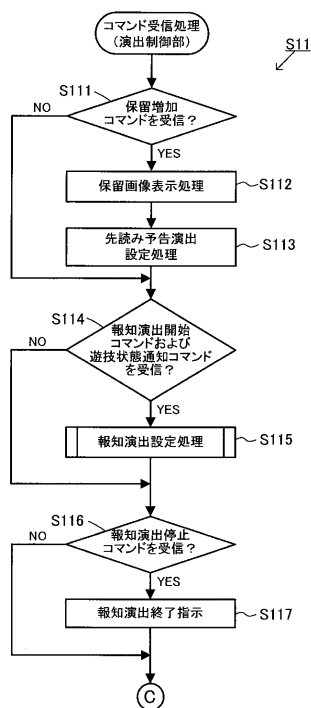 コマンド受信処理
(演出制御部)
S11
S111
NO
保留増加
コマンドを受信?
YES
保留画像表示処理
S112
先読み予告演出
設定処理
S113
S114
報知演出開始
コマンドおよび
遊技状態通知コマンド
を受信?
NO
YES
報知演出設定処理
S115
S116
NO
報知演出停止
コマンドを受信?
YES
報知演出終了指示
S117
C